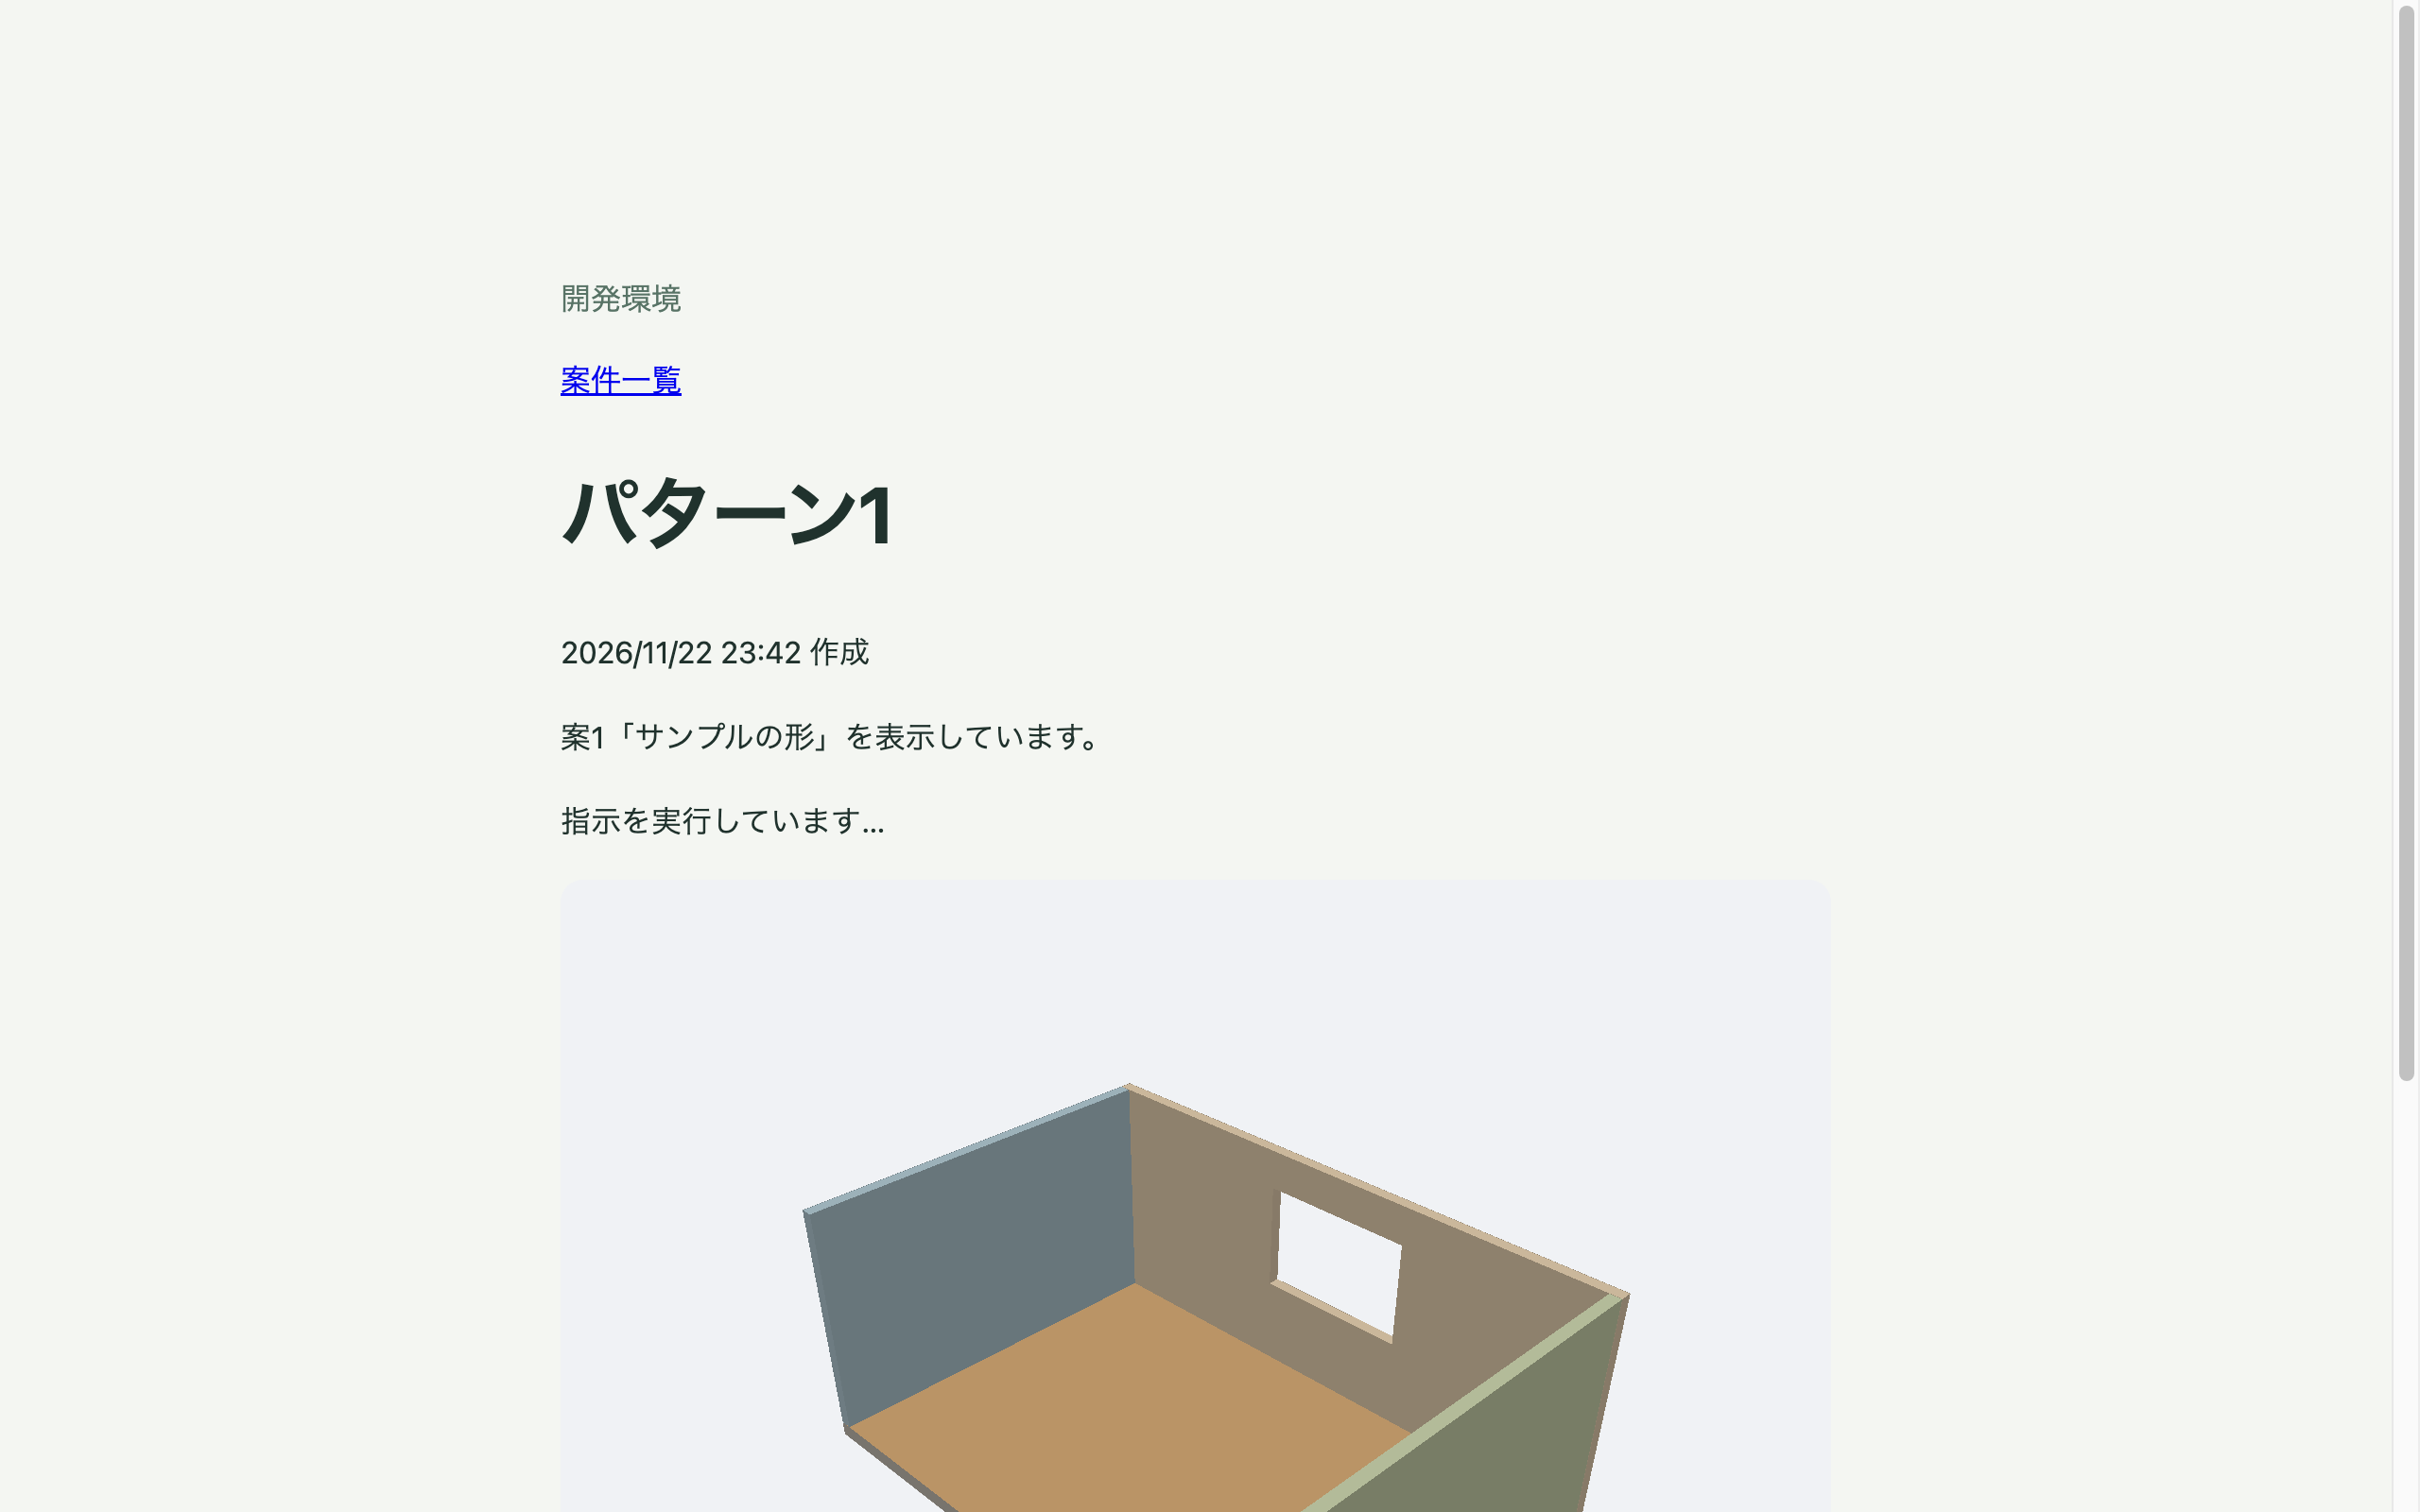 開発環境
案件一覧
パターン1
2026/11/22 23:42 作成
案1「サンプルの形」を表示しています。
指示を実行しています…